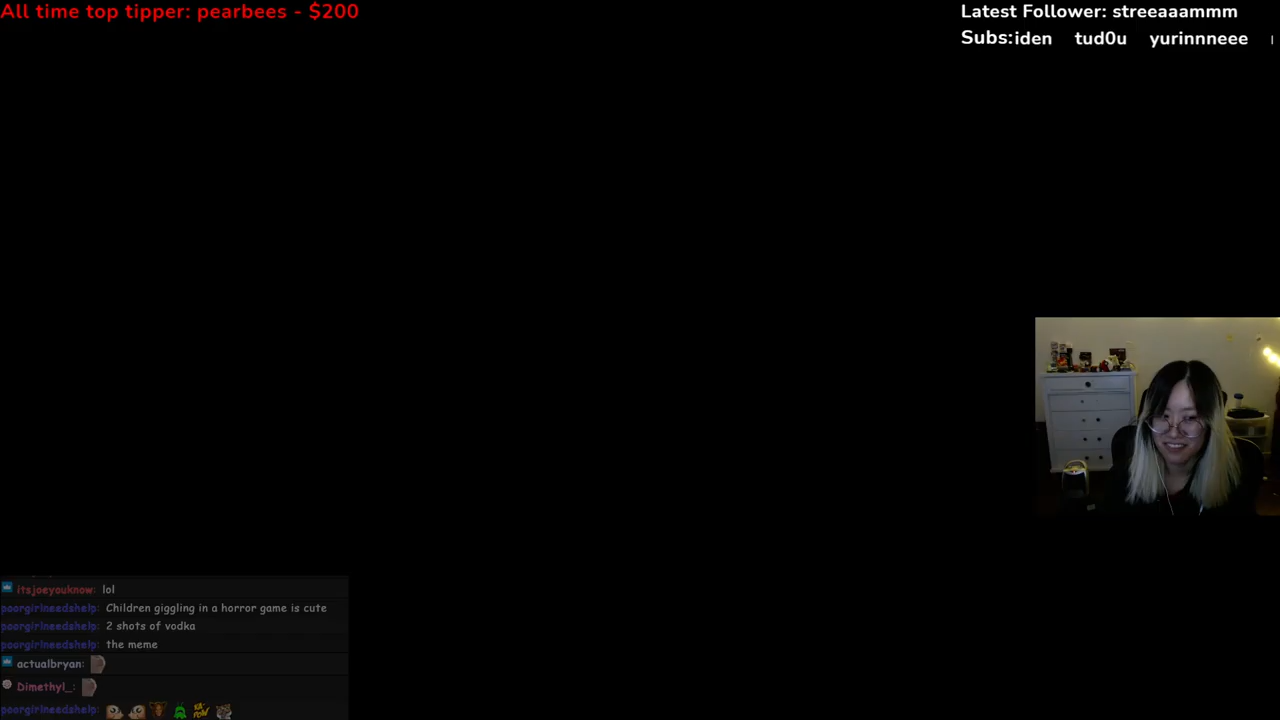 All time top tipper: pearbees - $200
Latest Follower: streeaaammm
Subs:iden tud0u yurinnneee
itsjoeyouknow: lol
poorgirlneedshelp: Children giggling in a horror game is cute
poorgirlneedshelp: 2 shots of vodka
poorgirlneedshelp: the meme
actualbryan:
Dimethyl_:
poorgirlneedshelp: